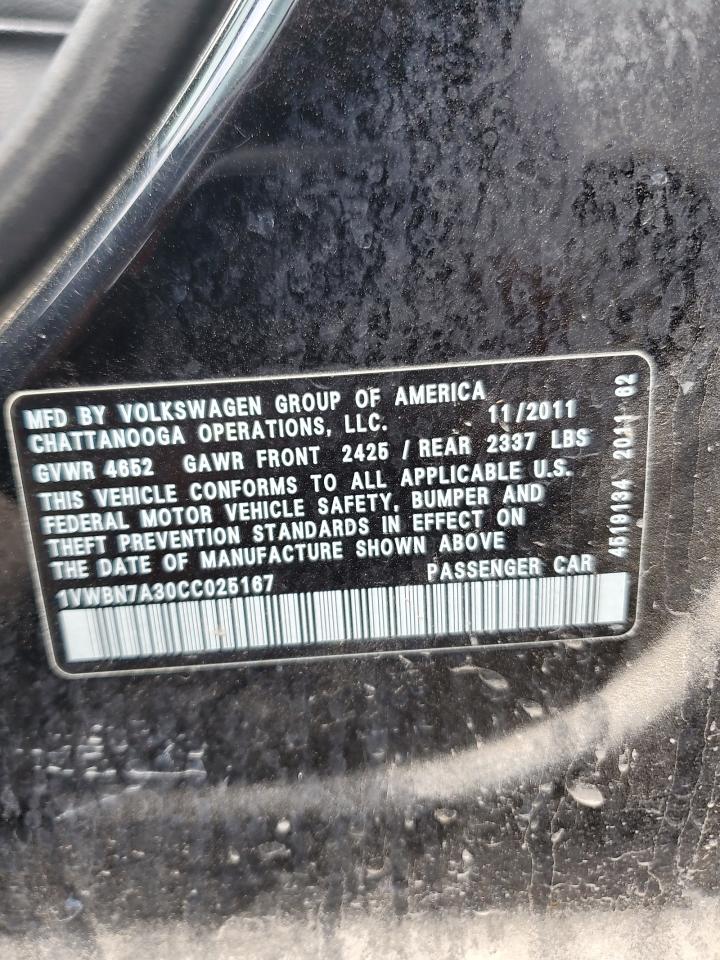 MFD BY VOLKSWAGEN GROUP OF AMERICA
CHATTANOOGA OPERATIONS, LLC. 11/2011
GVWR 4652 GAWR FRONT 2425 / REAR 2337 LBS
THIS VEHICLE CONFORMS TO ALL APPLICABLE U.S.
FEDERAL MOTOR VEHICLE SAFETY, BUMPER AND
THEFT PREVENTION STANDARDS IN EFFECT ON
THE DATE OF MANUFACTURE SHOWN ABOVE
1VWBN7A30CC025167 PASSENGER CAR
4519134 2011 62